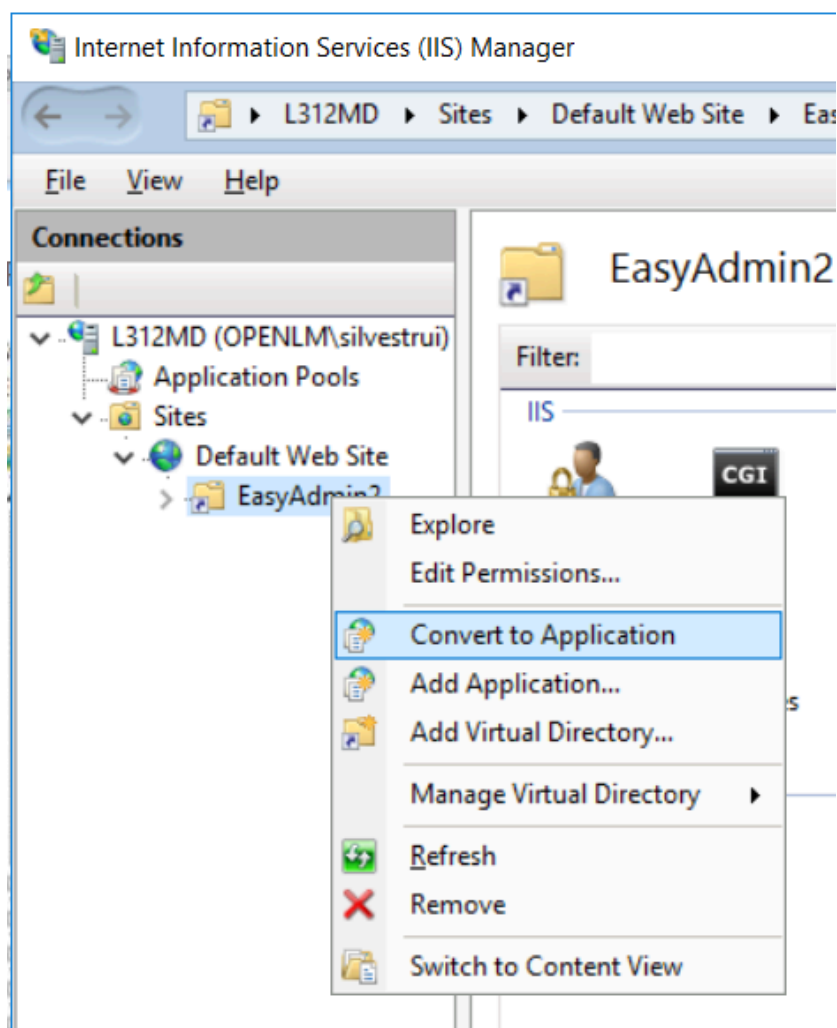 Internet Information Services (IIS) Manager
L312MD Sites Default Web Site Eas
File View Help
Connections
EasyAdmin2
L312MD (OPENLM\silvestrui)
Application Pools
Sites
Default Web Site
EasyAdmin2
Filter:
IIS
CGI
Explore
Edit Permissions...
Convert to Application
Add Application...
Add Virtual Directory...
Manage Virtual Directory
Refresh
Remove
Switch to Content View